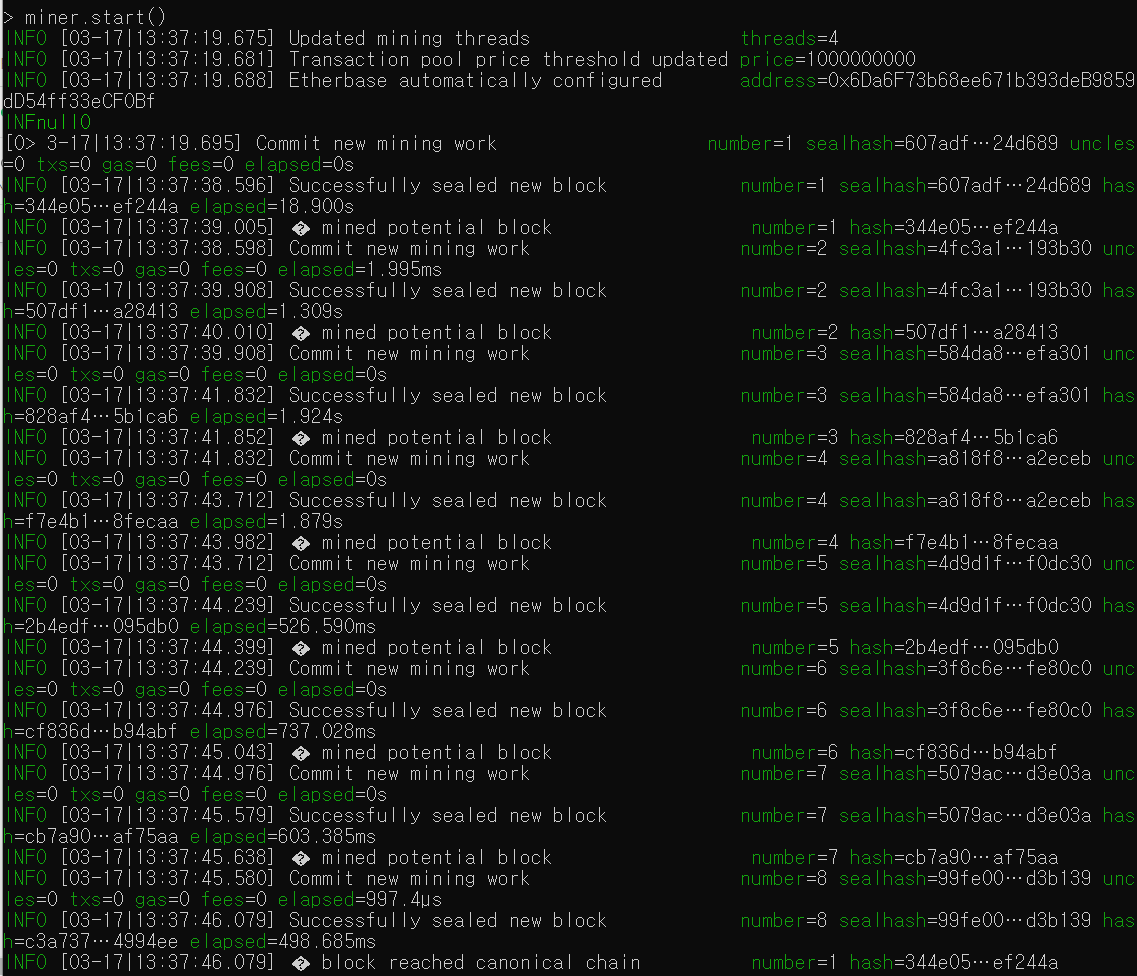 > miner.start()
INFO [03-17|13:37:19.675] Updated mining threads threads=4
INFO [03-17|13:37:19.681] Transaction pool price threshold updated price=1000000000
INFO [03-17|13:37:19.688] Etherbase automatically configured address=0x6Da6F73b68ee671b393deB9859
dD54ff33eCF0Bf
INFnullO
[0> 3-17|13:37:19.695] Commit new mining work number=1 sealhash=607adf…24d689 uncles
=0 txs=0 gas=0 fees=0 elapsed=0s
INFO [03-17|13:37:38.596] Successfully sealed new block number=1 sealhash=607adf…24d689 has
h=344e05…ef244a elapsed=18.900s
INFO [03-17|13:37:39.005] � mined potential block number=1 hash=344e05…ef244a
INFO [03-17|13:37:38.598] Commit new mining work number=2 sealhash=4fc3a1…193b30 unc
les=0 txs=0 gas=0 fees=0 elapsed=1.995ms
INFO [03-17|13:37:39.908] Successfully sealed new block number=2 sealhash=4fc3a1…193b30 has
h=507df1…a28413 elapsed=1.309s
INFO [03-17|13:37:40.010] � mined potential block number=2 hash=507df1…a28413
INFO [03-17|13:37:39.908] Commit new mining work number=3 sealhash=584da8…efa301 unc
les=0 txs=0 gas=0 fees=0 elapsed=0s
INFO [03-17|13:37:41.832] Successfully sealed new block number=3 sealhash=584da8…efa301 has
h=828af4…5b1ca6 elapsed=1.924s
INFO [03-17|13:37:41.852] � mined potential block number=3 hash=828af4…5b1ca6
INFO [03-17|13:37:41.832] Commit new mining work number=4 sealhash=a818f8…a2eceb unc
les=0 txs=0 gas=0 fees=0 elapsed=0s
INFO [03-17|13:37:43.712] Successfully sealed new block number=4 sealhash=a818f8…a2eceb has
h=f7e4b1…8fecaa elapsed=1.879s
INFO [03-17|13:37:43.982] � mined potential block number=4 hash=f7e4b1…8fecaa
INFO [03-17|13:37:43.712] Commit new mining work number=5 sealhash=4d9d1f…f0dc30 unc
les=0 txs=0 gas=0 fees=0 elapsed=0s
INFO [03-17|13:37:44.239] Successfully sealed new block number=5 sealhash=4d9d1f…f0dc30 has
h=2b4edf…095db0 elapsed=526.590ms
INFO [03-17|13:37:44.399] � mined potential block number=5 hash=2b4edf…095db0
INFO [03-17|13:37:44.239] Commit new mining work number=6 sealhash=3f8c6e…fe80c0 unc
les=0 txs=0 gas=0 fees=0 elapsed=0s
INFO [03-17|13:37:44.976] Successfully sealed new block number=6 sealhash=3f8c6e…fe80c0 has
h=cf836d…b94abf elapsed=737.028ms
INFO [03-17|13:37:45.043] � mined potential block number=6 hash=cf836d…b94abf
INFO [03-17|13:37:44.976] Commit new mining work number=7 sealhash=5079ac…d3e03a unc
les=0 txs=0 gas=0 fees=0 elapsed=0s
INFO [03-17|13:37:45.579] Successfully sealed new block number=7 sealhash=5079ac…d3e03a has
h=cb7a90…af75aa elapsed=603.385ms
INFO [03-17|13:37:45.638] � mined potential block number=7 hash=cb7a90…af75aa
INFO [03-17|13:37:45.580] Commit new mining work number=8 sealhash=99fe00…d3b139 unc
les=0 txs=0 gas=0 fees=0 elapsed=997.4µs
INFO [03-17|13:37:46.079] Successfully sealed new block number=8 sealhash=99fe00…d3b139 has
h=c3a737…4994ee elapsed=498.685ms
INFO [03-17|13:37:46.079] � block reached canonical chain number=1 hash=344e05…ef244a